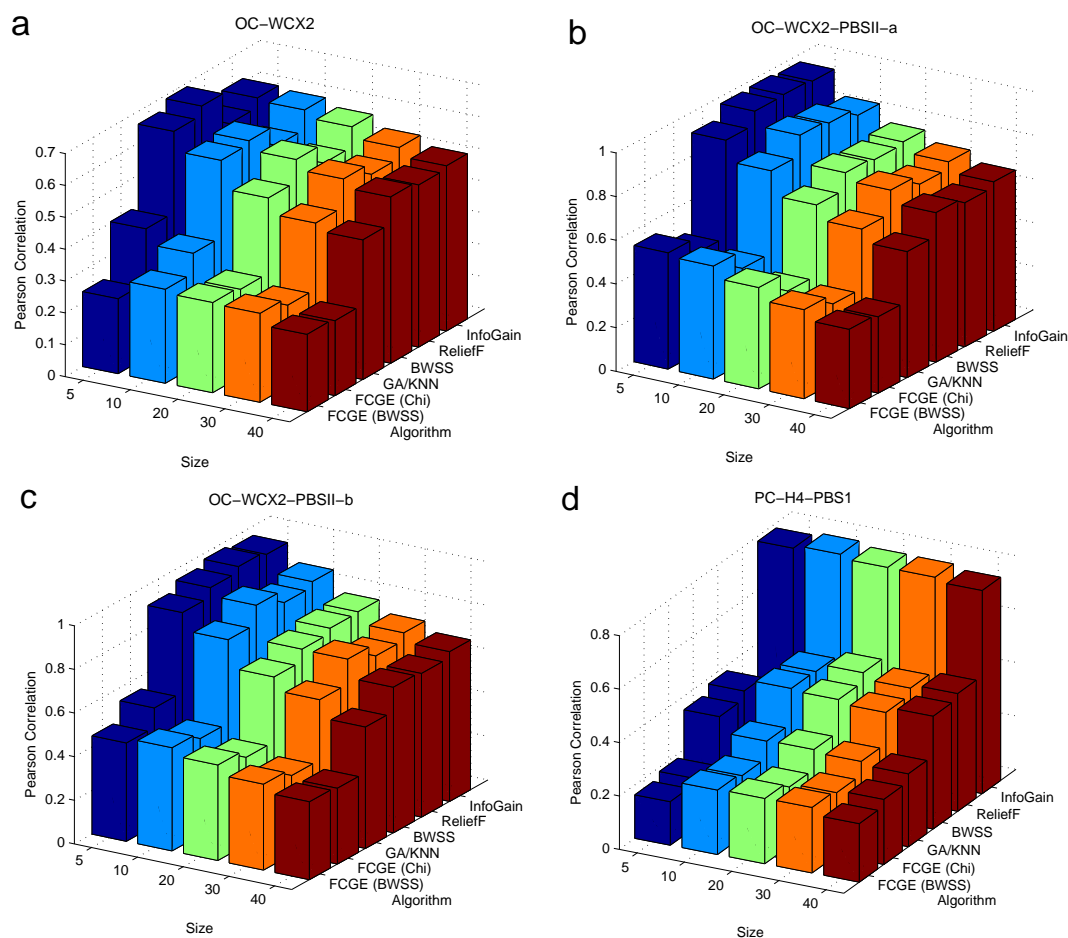 a
OC−WCX2
0.7
0.6
0.5
0.4
0.3
0.2
0.1
0
Pearson Correlation
5
10
20
30
40
Size
InfoGain
ReliefF
BWSS
GA/KNN
FCGE (Chi)
FCGE (BWSS)
Algorithm
b
OC−WCX2−PBSII−a
1
0.8
0.6
0.4
0.2
0
Pearson Correlation
5
10
20
30
40
Size
InfoGain
ReliefF
BWSS
GA/KNN
FCGE (Chi)
FCGE (BWSS)
Algorithm
c
OC−WCX2−PBSII−b
1
0.8
0.6
0.4
0.2
0
Pearson Correlation
5
10
20
30
40
Size
InfoGain
ReliefF
BWSS
GA/KNN
FCGE (Chi)
FCGE (BWSS)
Algorithm
d
PC−H4−PBS1
0.8
0.6
0.4
0.2
0
Pearson Correlation
5
10
20
30
40
Size
InfoGain
ReliefF
BWSS
GA/KNN
FCGE (Chi)
FCGE (BWSS)
Algorithm